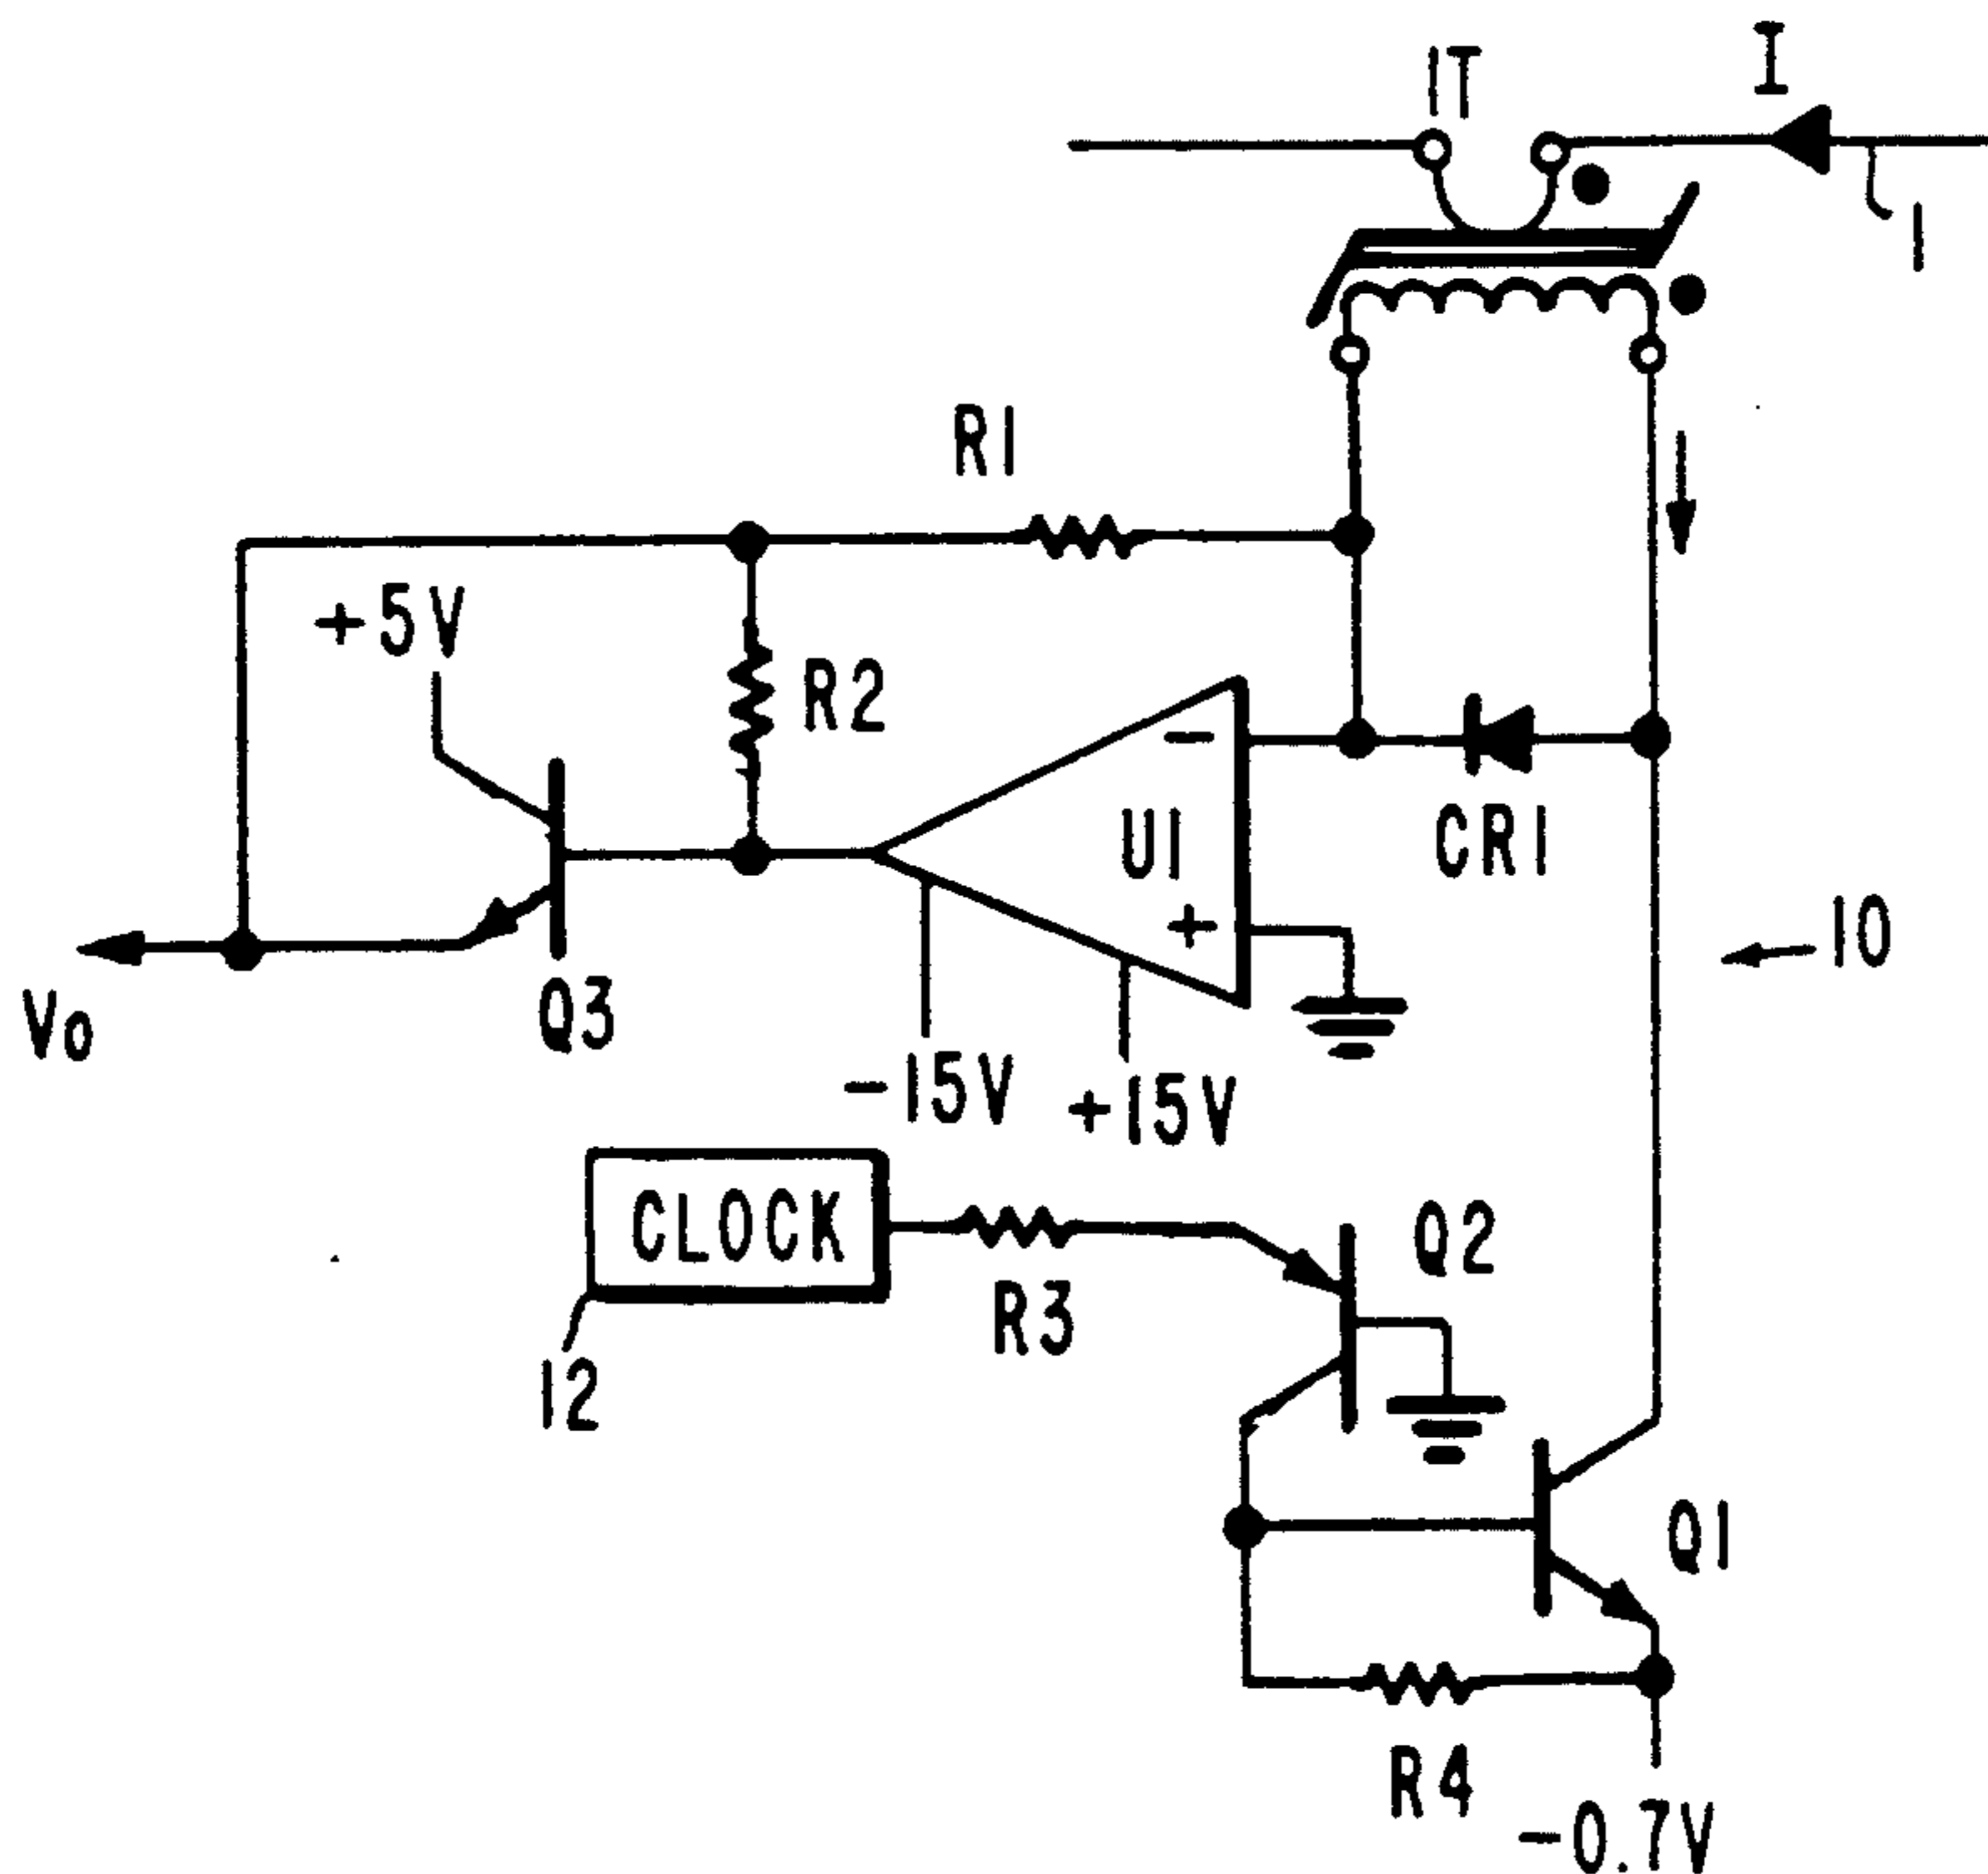 1T
I
1
R1
+5V
R2
-
U1
CR1
+
10
Vo
Q3
-15V
+15V
CLOCK
Q2
R3
12
Q1
R4
-0.7V